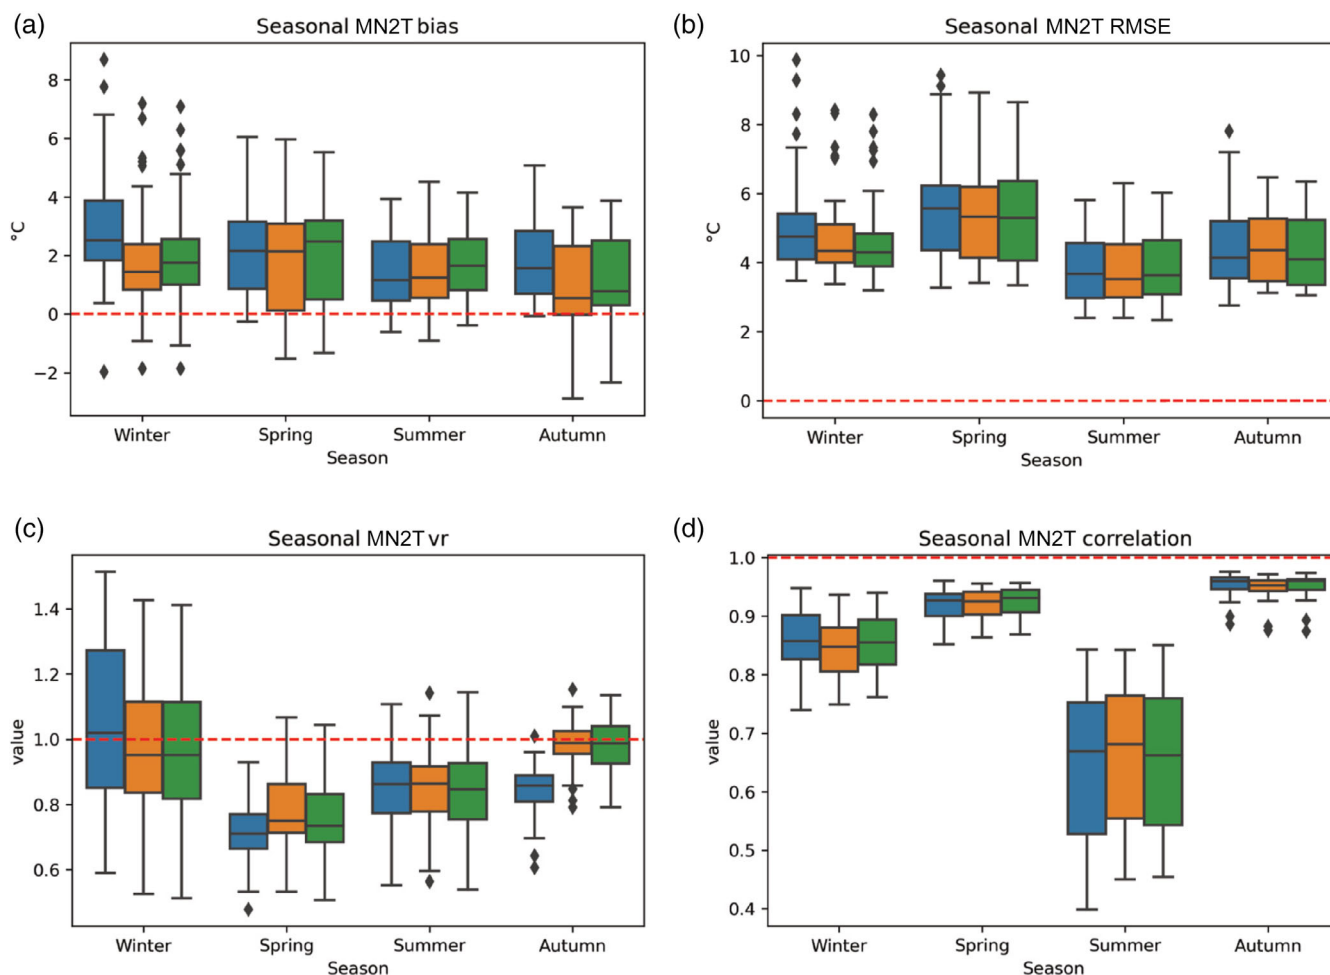 (a)
Seasonal MN2T bias
8
6
4
2
0
−2
°C
Winter Spring Summer Autumn
Season
(b)
Seasonal MN2T RMSE
10
8
6
4
2
0
°C
Winter Spring Summer Autumn
Season
(c)
Seasonal MN2T vr
1.4
1.2
1.0
0.8
0.6
value
Winter Spring Summer Autumn
Season
(d)
Seasonal MN2T correlation
1.0
0.9
0.8
0.7
0.6
0.5
0.4
value
Winter Spring Summer Autumn
Season